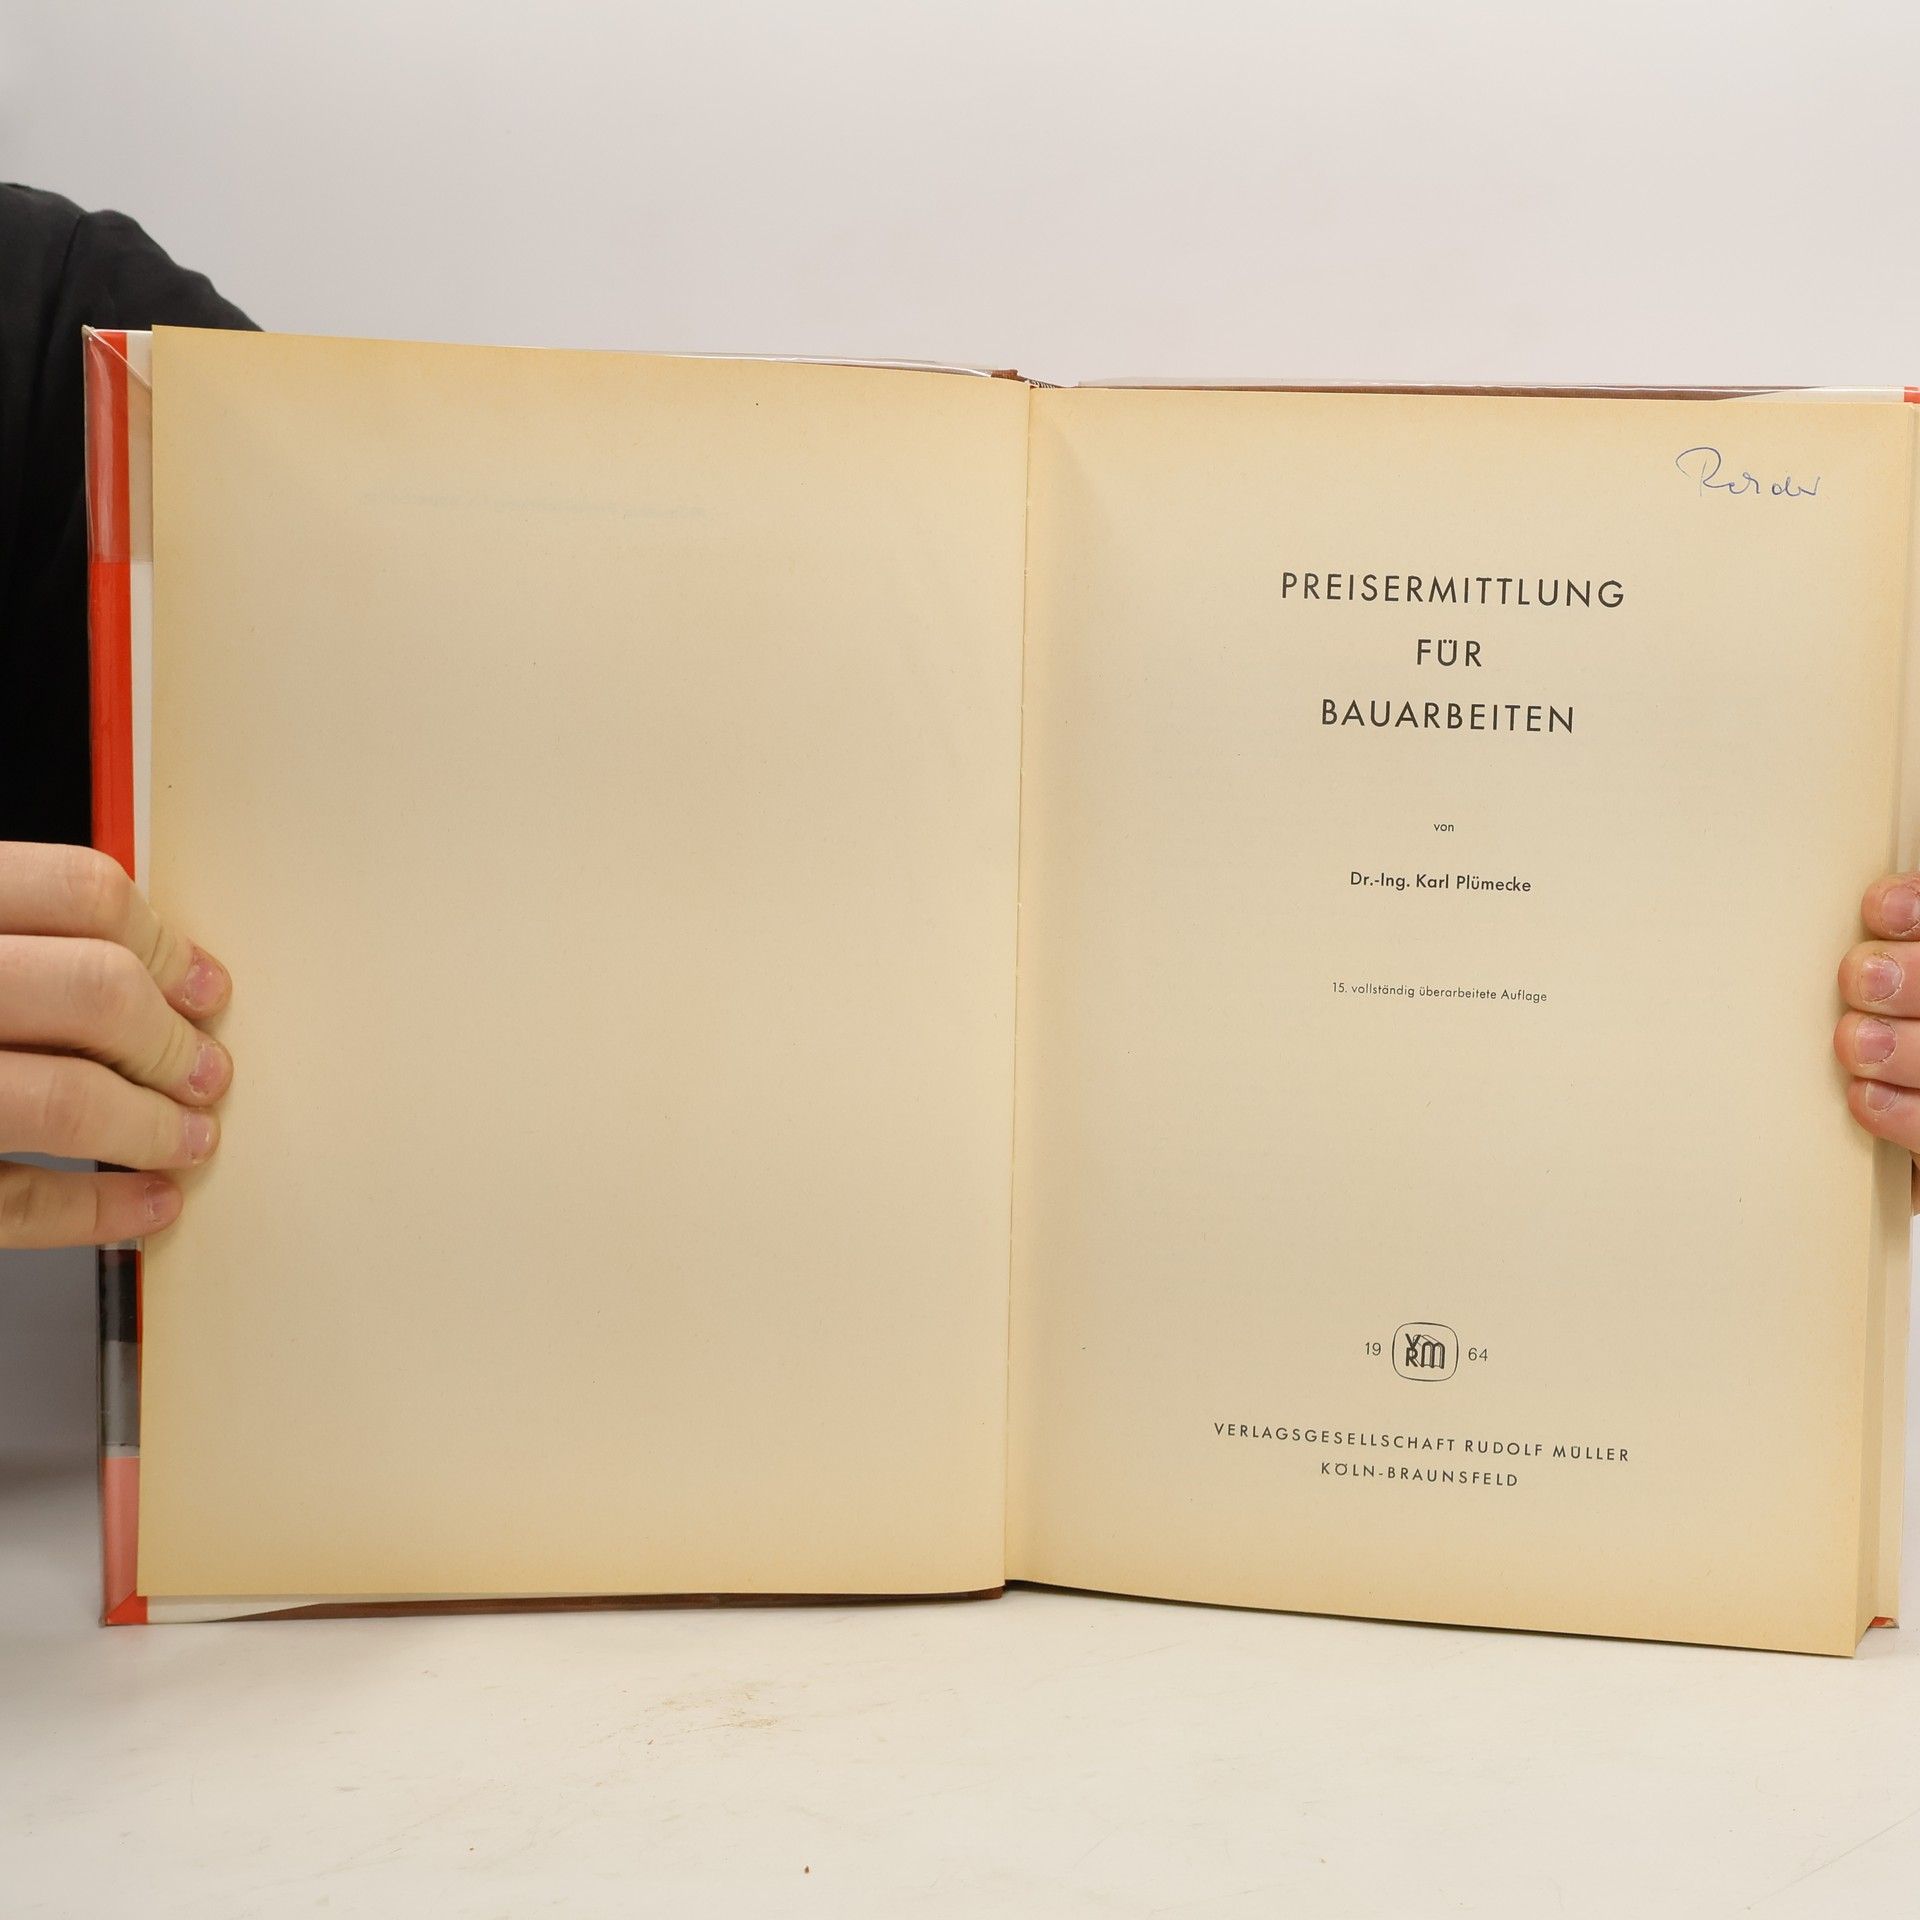 PREISERMITTLUNG
FÜR
BAUARBEITEN
von
Dr.-Ing. Karl Plümecke
15. vollständig überarbeitete Auflage
19 VRM 64
VERLAGSGESELLSCHAFT RUDOLF MÜLLER
KÖLN-BRAUNSFELD